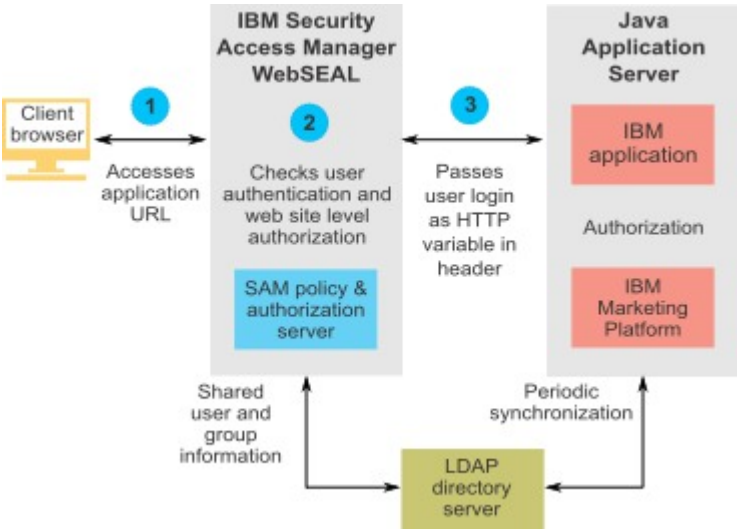 IBM Security
Access Manager
WebSEAL
Java
Application
Server
Client
browser
1
2
3
IBM
application
Accesses
application
URL
Checks user
authentication and
web site level
authorization
Passes
user login
as HTTP
variable in
header
Authorization
SAM policy &
authorization
server
IBM
Marketing
Platform
Shared
user and
group
information
Periodic
synchronization
LDAP
directory
server